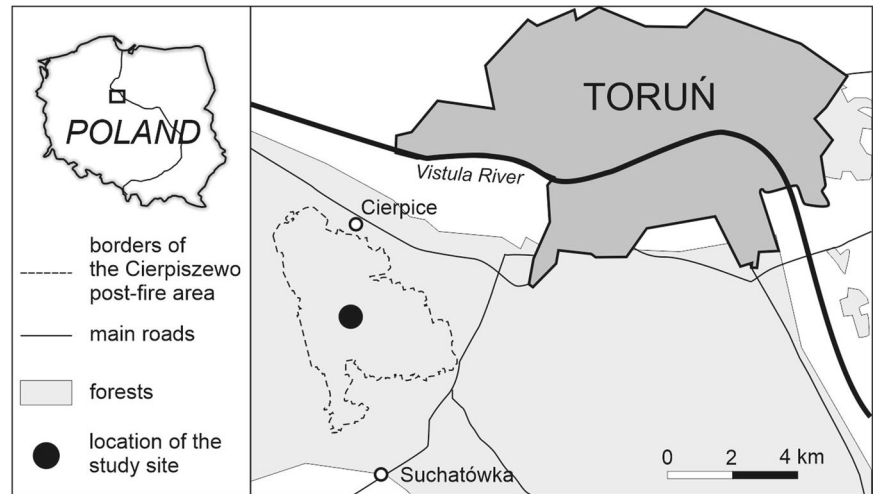 POLAND
borders of
the Cierpiszewo
post-fire area
main roads
forests
location of the
study site
TORUŃ
Vistula River
Cierpice
Suchatówka
0 2 4 km